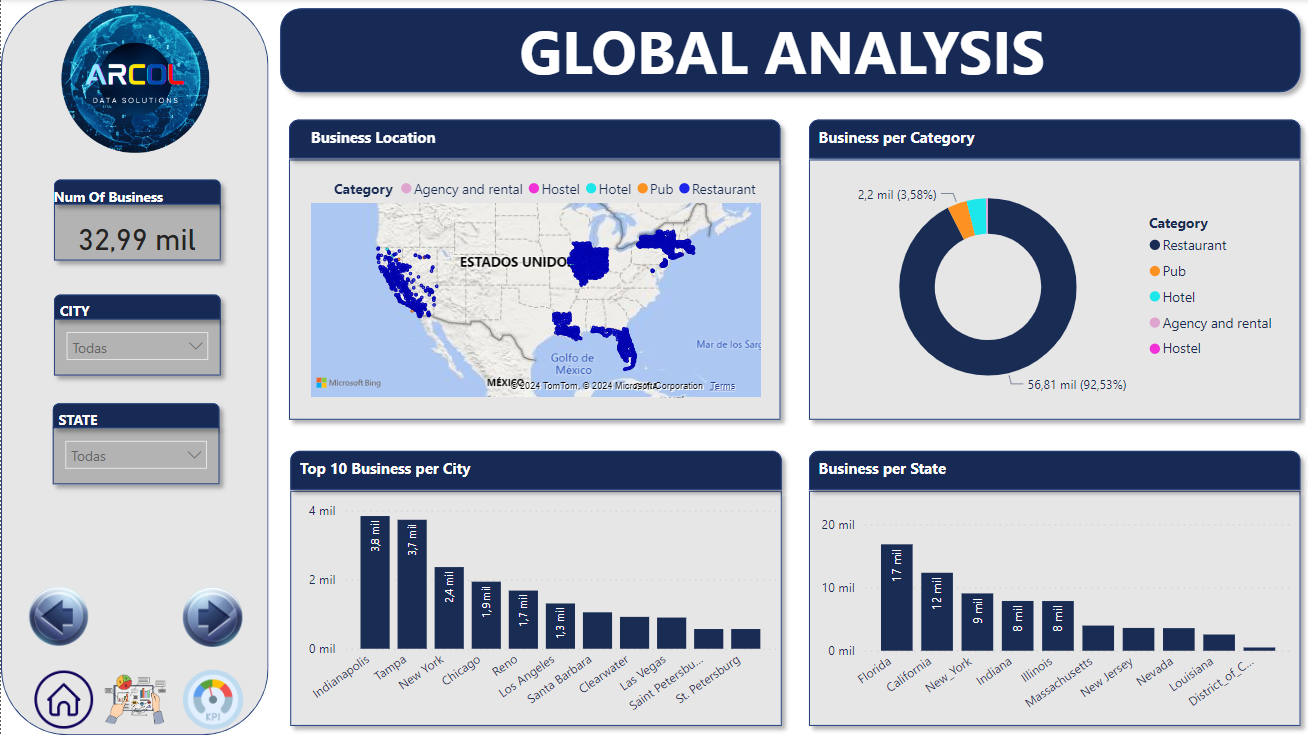 ARCOL
DATA SOLUTIONS
GLOBAL ANALYSIS
Num Of Business
32,99 mil
CITY
Todas
STATE
Todas
KPI
Business Location
Category Agency and rental Hostel Hotel Pub Restaurant
ESTADOS UNIDO
Mar de los Sarg
Golfo de
México
MÉXICO
Microsoft Bing
© 2024 TomTom, © 2024 Microsoft Corporation Terms
Business per Category
2,2 mil (3,58%)
56,81 mil (92,53%)
Category
Restaurant
Pub
Hotel
Agency and rental
Hostel
Top 10 Business per City
4 mil
2 mil
0 mil
3,8 mil
3,7 mil
2,4 mil
1,9 mil
1,7 mil
1,3 mil
Indianapolis
Tampa
New York
Chicago
Reno
Los Angeles
Santa Barbara
Clearwater
Las Vegas
Saint Petersbu...
St. Petersburg
Business per State
20 mil
10 mil
0 mil
17 mil
12 mil
9 mil
8 mil
8 mil
Florida
California
New_York
Indiana
Illinois
Massachusetts
New Jersey
Nevada
Louisiana
District_of_C...